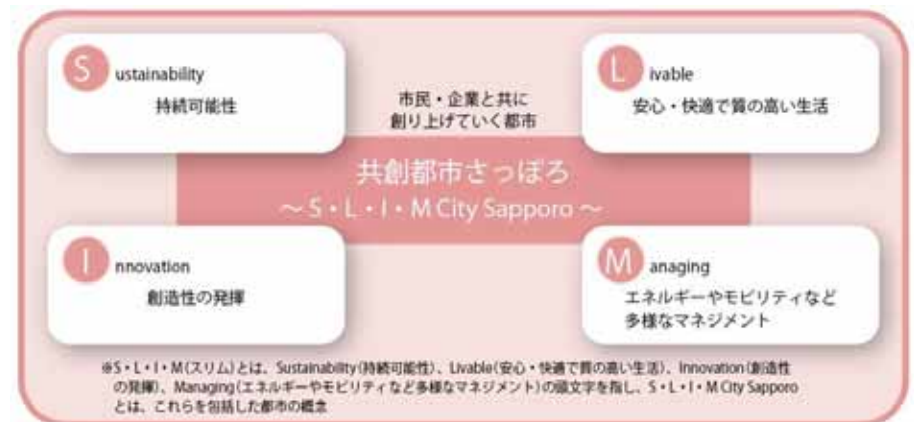 Sustainability
持続可能性
Livable
安心・快適で質の高い生活
市民・企業と共に
創り上げていく都市
共創都市さっぽろ
～ S・L・I・M City Sapporo ～
Innovation
創造性の発揮
Managing
エネルギーやモビリティなど
多様なマネジメント
※S・L・I・M(スリム)とは、Sustainability(持続可能性)、Livable(安心・快適で質の高い生活)、Innovation(創造性
の発揮)、Managing(エネルギーやモビリティなど多様なマネジメント)の頭文字を指し、S・L・I・M City Sapporo
とは、これらを包括した都市の概念